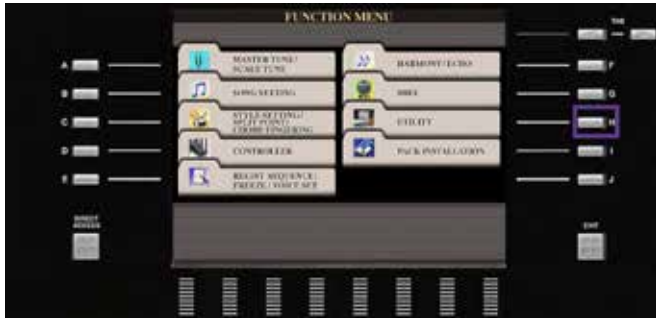 FUNCTION MENU
THE
A
MASTER TUNE/
SCALE TUNE
HARMONY/ECHO
F
B
SONG SETTING
MIDI
G
C
STYLE SETTING/
SPLIT POINT/
CHORD FINGERING
UTILITY
H
D
CONTROLLER
PACK INSTALLATION
I
E
REGIST SEQUENCE/
FREEZE/VOICE SET
J
DIRECT
ACCESS
EXIT